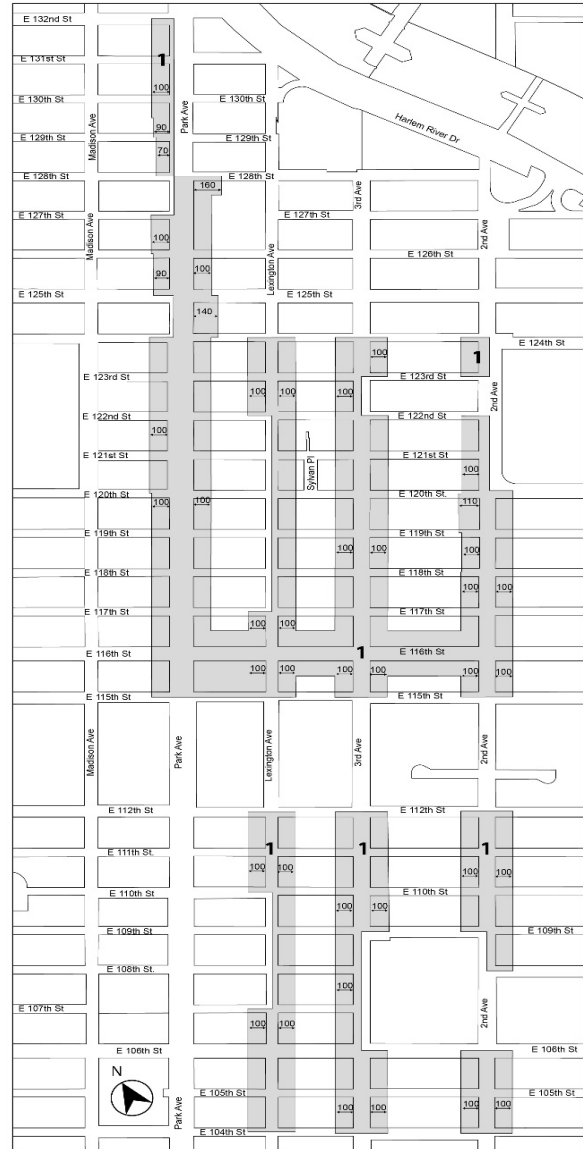 E 132nd St
E 131st St
1
100
E 130th St
E 130th St
Harlem River Dr
90
Madison Ave
Park Ave
E 129th St
E 129th St
70
E 128th St
E 128th St
160
3rd Ave
E 127th St
E 127th St
Madison Ave
100
2nd Ave
Lexington Ave
E 126th St
90
100
E 125th St
E 125th St
140
E 124th St
100
1
E 123rd St
E 123rd St
100
100
100
2nd Ave
E 122nd St
E 122nd St
100
E 121st St
E 121st St
Sylvan Pl
100
E 120th St
E 120th St.
100
100
110
E 119th St
E 119th St
100
100
100
E 118th St
E 118th St
100
100
E 117th St
E 117th St
100
100
E 116th St
1
E 116th St
100
100
100
100
100
100
E 115th St
E 115th St
Madison Ave
Park Ave
Lexington Ave
3rd Ave
2nd Ave
E 112th St
E 112th St
E 111th St.
1
1
1
100
100
100
100
E 110th St
E 110th St
100
100
E 109th St
E 109th St
E 108th St.
100
E 107th St
2nd Ave
100
100
E 106th St
E 106th St
N
E 105th St
E 105th St
Park Ave
100
100
100
100
E 104th St